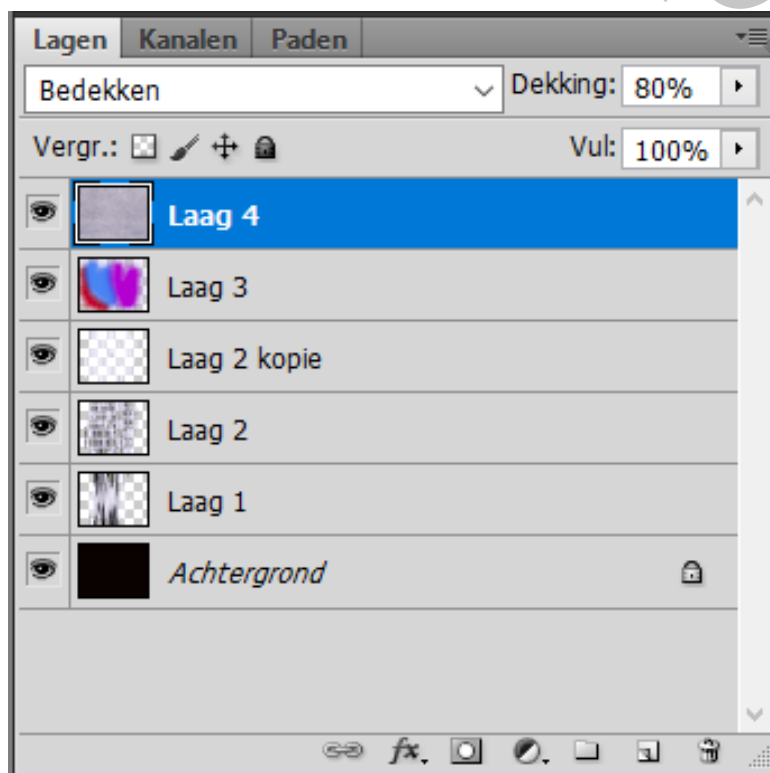 Lagen Kanalen Paden
Bedekken Dekking: 80%
Vergr.: Vul: 100%
Laag 4
Laag 3
Laag 2 kopie
Laag 2
Laag 1
Achtergrond
fx.